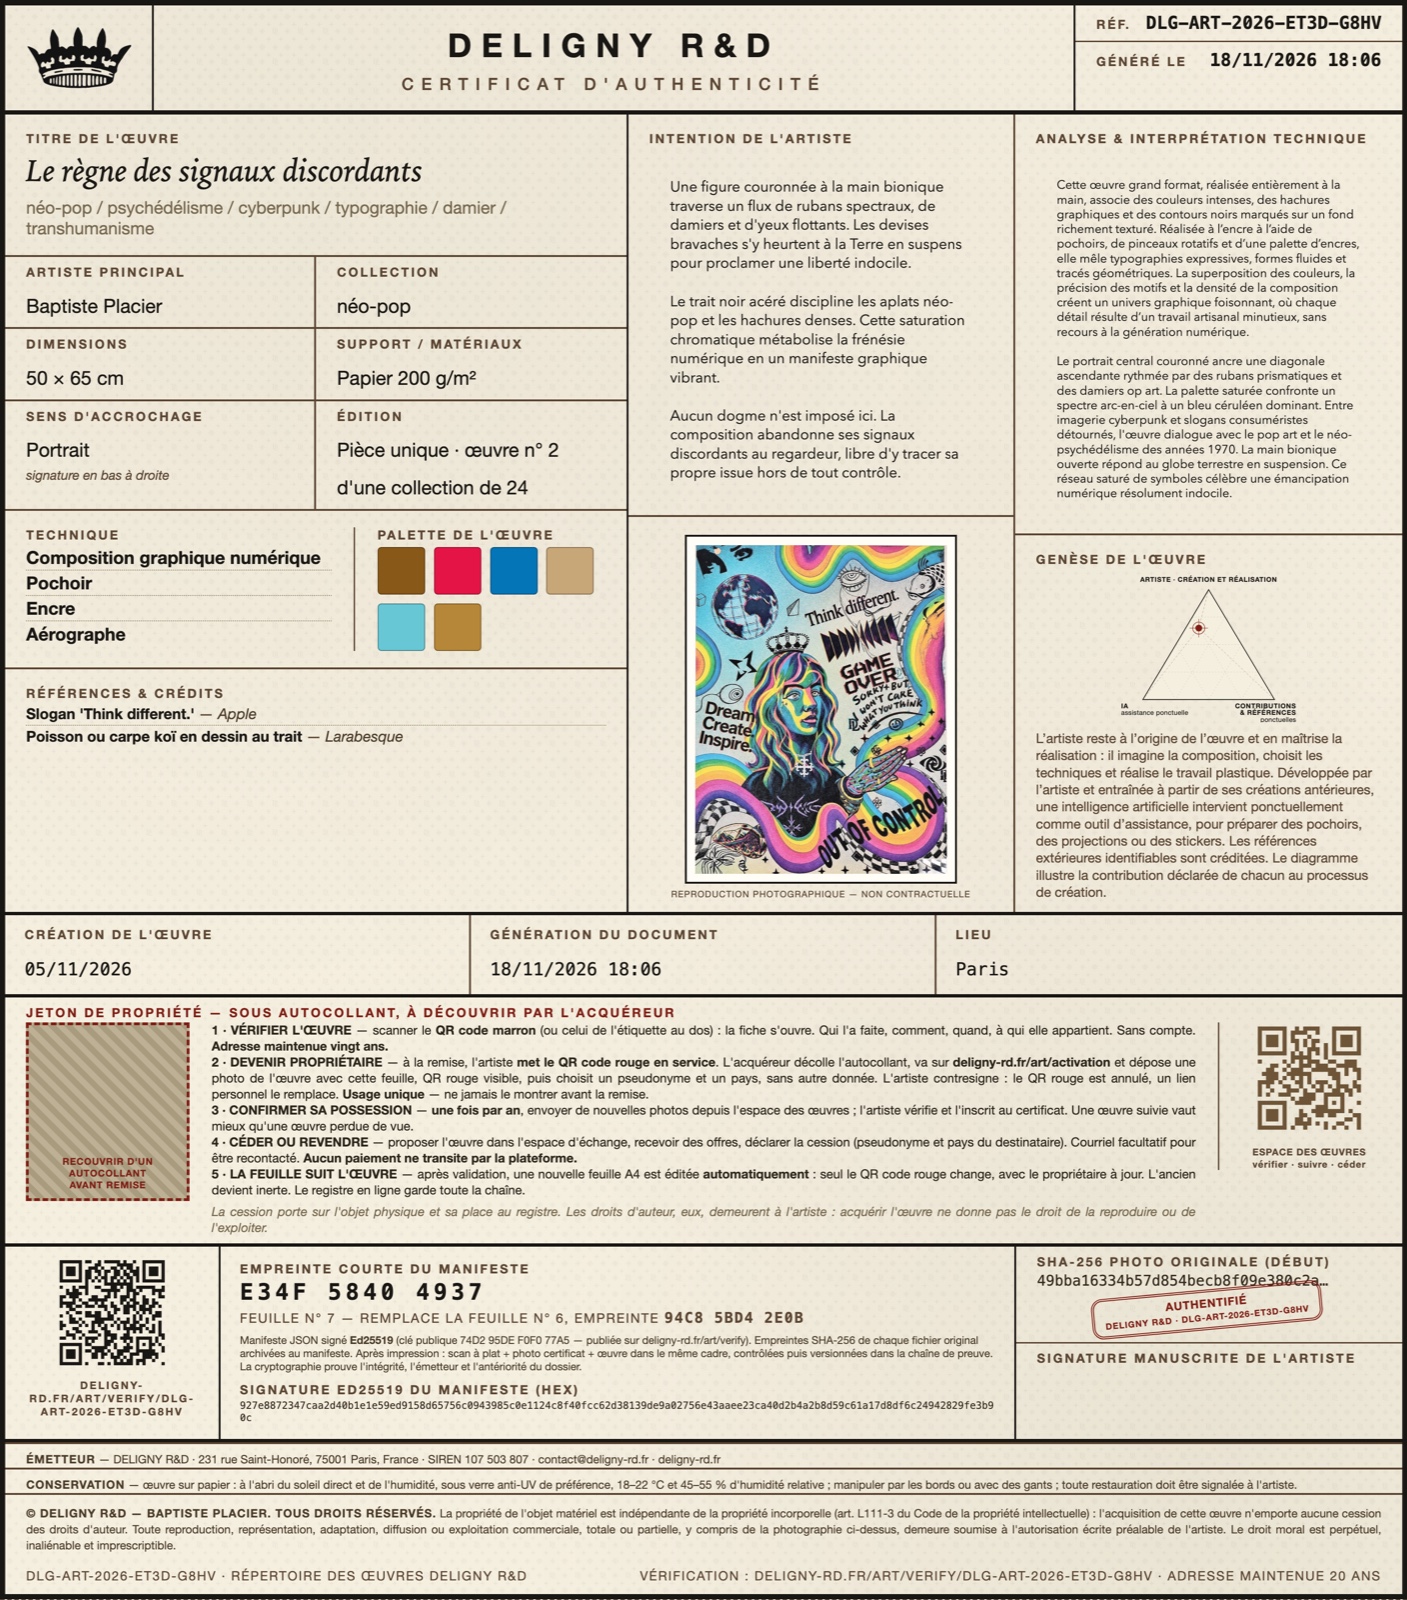 DELIGNY R&D
CERTIFICAT D'AUTHENTICITÉ
RÉF. DLG–ART–2026–ET3D–G8HV
GÉNÉRÉ LE 18/11/2026 18:06
TITRE DE L'ŒUVRE
Le règne des signaux discordants
néo-pop / psychédélisme / cyberpunk / typographie / damier /
transhumanisme
ARTISTE PRINCIPAL
Baptiste Placier
COLLECTION
néo-pop
DIMENSIONS
50 × 65 cm
SUPPORT / MATÉRIAUX
Papier 200 g/m²
SENS D'ACCROCHAGE
Portrait
signature en bas à droite
ÉDITION
Pièce unique · œuvre n° 2
d'une collection de 24
TECHNIQUE
Composition graphique numérique
Pochoir
Encre
Aérographe
PALETTE DE L'ŒUVRE
RÉFÉRENCES & CRÉDITS
Slogan 'Think different.' — Apple
Poisson ou carpe koï en dessin au trait — Larabesque
INTENTION DE L'ARTISTE
Une figure couronnée à la main bionique
traverse un flux de rubans spectraux, de
damiers et d'yeux flottants. Les devises
bravaches s'y heurtent à la Terre en suspens
pour proclamer une liberté indocile.
Le trait noir acéré discipline les aplats néo-
pop et les hachures denses. Cette saturation
chromatique métabolise la frénésie
numérique en un manifeste graphique
vibrant.
Aucun dogme n'est imposé ici. La
composition abandonne ses signaux
discordants au regardeur, libre d'y tracer sa
propre issue hors de tout contrôle.
Think different.
GAME
OVER
SORRY BUT
WON'T CARE
WHAT YOU THINK
Dream
Create
Inspire.
OUT OF CONTROL
REPRODUCTION PHOTOGRAPHIQUE — NON CONTRACTUELLE
ANALYSE & INTERPRÉTATION TECHNIQUE
Cette œuvre grand format, réalisée entièrement à la
main, associe des couleurs intenses, des hachures
graphiques et des contours noirs marqués sur un fond
richement texturé. Réalisée à l’encre à l’aide de
pochoirs, de pinceaux rotatifs et d’une palette d’encres,
elle mêle typographies expressives, formes fluides et
tracés géométriques. La superposition des couleurs, la
précision des motifs et la densité de la composition
créent un univers graphique foisonnant, où chaque
détail résulte d’un travail artisanal minutieux, sans
recours à la génération numérique.
Le portrait central couronné ancre une diagonale
ascendante rythmée par des rubans prismatiques et
des damiers op art. La palette saturée confronte un
spectre arc-en-ciel à un bleu céruléen dominant. Entre
imagerie cyberpunk et slogans consuméristes
détournés, l'œuvre dialogue avec le pop art et le néo-
psychédélisme des années 1970. La main bionique
ouverte répond au globe terrestre en suspension. Ce
réseau saturé de symboles célèbre une émancipation
numérique résolument indocile.
GENÈSE DE L'ŒUVRE
ARTISTE · CRÉATION ET RÉALISATION
IA
assistance ponctuelle
CONTRIBUTIONS
& RÉFÉRENCES
ponctuelles
L’artiste reste à l’origine de l’œuvre et en maîtrise la
réalisation : il imagine la composition, choisit les
techniques et réalise le travail plastique. Développée par
l’artiste et entraînée à partir de ses créations antérieures,
une intelligence artificielle intervient ponctuellement
comme outil d’assistance, pour préparer des pochoirs,
des projections ou des stickers. Les références
extérieures identifiables sont créditées. Le diagramme
illustre la contribution déclarée de chacun au processus
de création.
CRÉATION DE L'ŒUVRE
05/11/2026
GÉNÉRATION DU DOCUMENT
18/11/2026 18:06
LIEU
Paris
JETON DE PROPRIÉTÉ — SOUS AUTOCOLLANT, À DÉCOUVRIR PAR L'ACQUÉREUR
RECOUVRIR D'UN
AUTOCOLLANT
AVANT REMISE
1 · VÉRIFIER L'ŒUVRE — scanner le QR code marron (ou celui de l'étiquette au dos) : la fiche s'ouvre. Qui l'a faite, comment, quand, à qui elle appartient. Sans compte.
Adresse maintenue vingt ans.
2 · DEVENIR PROPRIÉTAIRE — à la remise, l'artiste met le QR code rouge en service. L'acquéreur décolle l'autocollant, va sur deligny-rd.fr/art/activation et dépose une
photo de l'œuvre avec cette feuille, QR rouge visible, puis choisit un pseudonyme et un pays, sans autre donnée. L'artiste contresigne : le QR rouge est annulé, un lien
personnel le remplace. Usage unique — ne jamais le montrer avant la remise.
3 · CONFIRMER SA POSSESSION — une fois par an, envoyer de nouvelles photos depuis l'espace des œuvres ; l'artiste vérifie et l'inscrit au certificat. Une œuvre suivie vaut
mieux qu'une œuvre perdue de vue.
4 · CÉDER OU REVENDRE — proposer l'œuvre dans l'espace d'échange, recevoir des offres, déclarer la cession (pseudonyme et pays du destinataire). Courriel facultatif pour
être recontacté. Aucun paiement ne transite par la plateforme.
5 · LA FEUILLE SUIT L'ŒUVRE — après validation, une nouvelle feuille A4 est éditée automatiquement : seul le QR code rouge change, avec le propriétaire à jour. L'ancien
devient inerte. Le registre en ligne garde toute la chaîne.
La cession porte sur l'objet physique et sa place au registre. Les droits d'auteur, eux, demeurent à l'artiste : acquérir l'œuvre ne donne pas le droit de la reproduire ou de
l'exploiter.
ESPACE DES ŒUVRES
vérifier · suivre · céder
DELIGNY-
RD.FR/ART/VERIFY/DLG-
ART-2026-ET3D-G8HV
EMPREINTE COURTE DU MANIFESTE
E34F 5840 4937
FEUILLE N° 7 — REMPLACE LA FEUILLE N° 6, EMPREINTE 94C8 5BD4 2E0B
Manifeste JSON signé Ed25519 (clé publique 74D2 95DE F0F0 77A5 — publiée sur deligny-rd.fr/art/verify). Empreintes SHA-256 de chaque fichier original
archivées au manifeste. Après impression : scan à plat + photo certificat + œuvre dans le même cadre, contrôlées puis versionnées dans la chaîne de preuve.
La cryptographie prouve l'intégrité, l'émetteur et l'antériorité du dossier.
SIGNATURE ED25519 DU MANIFESTE (HEX)
927e8872347caa2d40b1e1e59ed9158d65756c0943985c0e1124c8f40fcc62d38139de9a02756e43aaee23ca40d2b4a2b8d59c61a17d8df6c24942829fe3b9
0c
SHA-256 PHOTO ORIGINALE (DÉBUT)
49bba16334b57d854becb8f09e380c2a…
AUTHENTIFIÉ
DELIGNY R&D · DLG-ART-2026-ET3D-G8HV
SIGNATURE MANUSCRITE DE L'ARTISTE
ÉMETTEUR — DELIGNY R&D · 231 rue Saint-Honoré, 75001 Paris, France · SIREN 107 503 807 · contact@deligny-rd.fr · deligny-rd.fr
CONSERVATION — œuvre sur papier : à l'abri du soleil direct et de l'humidité, sous verre anti-UV de préférence, 18–22 °C et 45–55 % d'humidité relative ; manipuler par les bords ou avec des gants ; toute restauration doit être signalée à l'artiste.
© DELIGNY R&D — BAPTISTE PLACIER. TOUS DROITS RÉSERVÉS. La propriété de l'objet matériel est indépendante de la propriété incorporelle (art. L111-3 du Code de la propriété intellectuelle) : l'acquisition de cette œuvre n'emporte aucune cession
des droits d'auteur. Toute reproduction, représentation, adaptation, diffusion ou exploitation commerciale, totale ou partielle, y compris de la photographie ci-dessus, demeure soumise à l'autorisation écrite préalable de l'artiste. Le droit moral est perpétuel,
inaliénable et imprescriptible.
DLG-ART-2026-ET3D-G8HV · RÉPERTOIRE DES ŒUVRES DELIGNY R&D
VÉRIFICATION : DELIGNY-RD.FR/ART/VERIFY/DLG-ART-2026-ET3D-G8HV · ADRESSE MAINTENUE 20 ANS